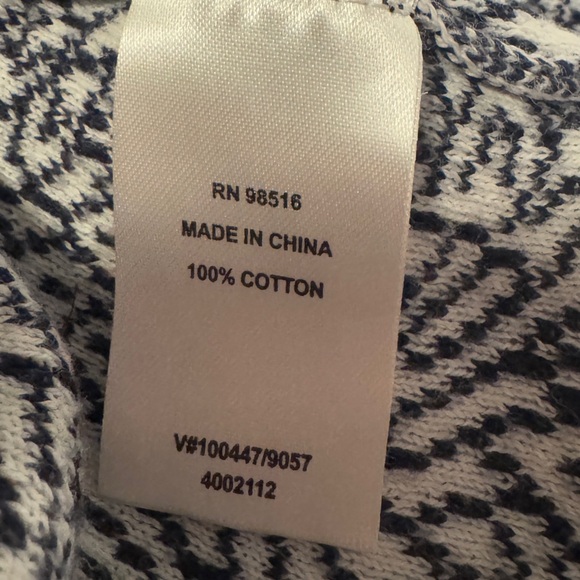 RN 98516
MADE IN CHINA
100% COTTON
V#100447/9057
4002112